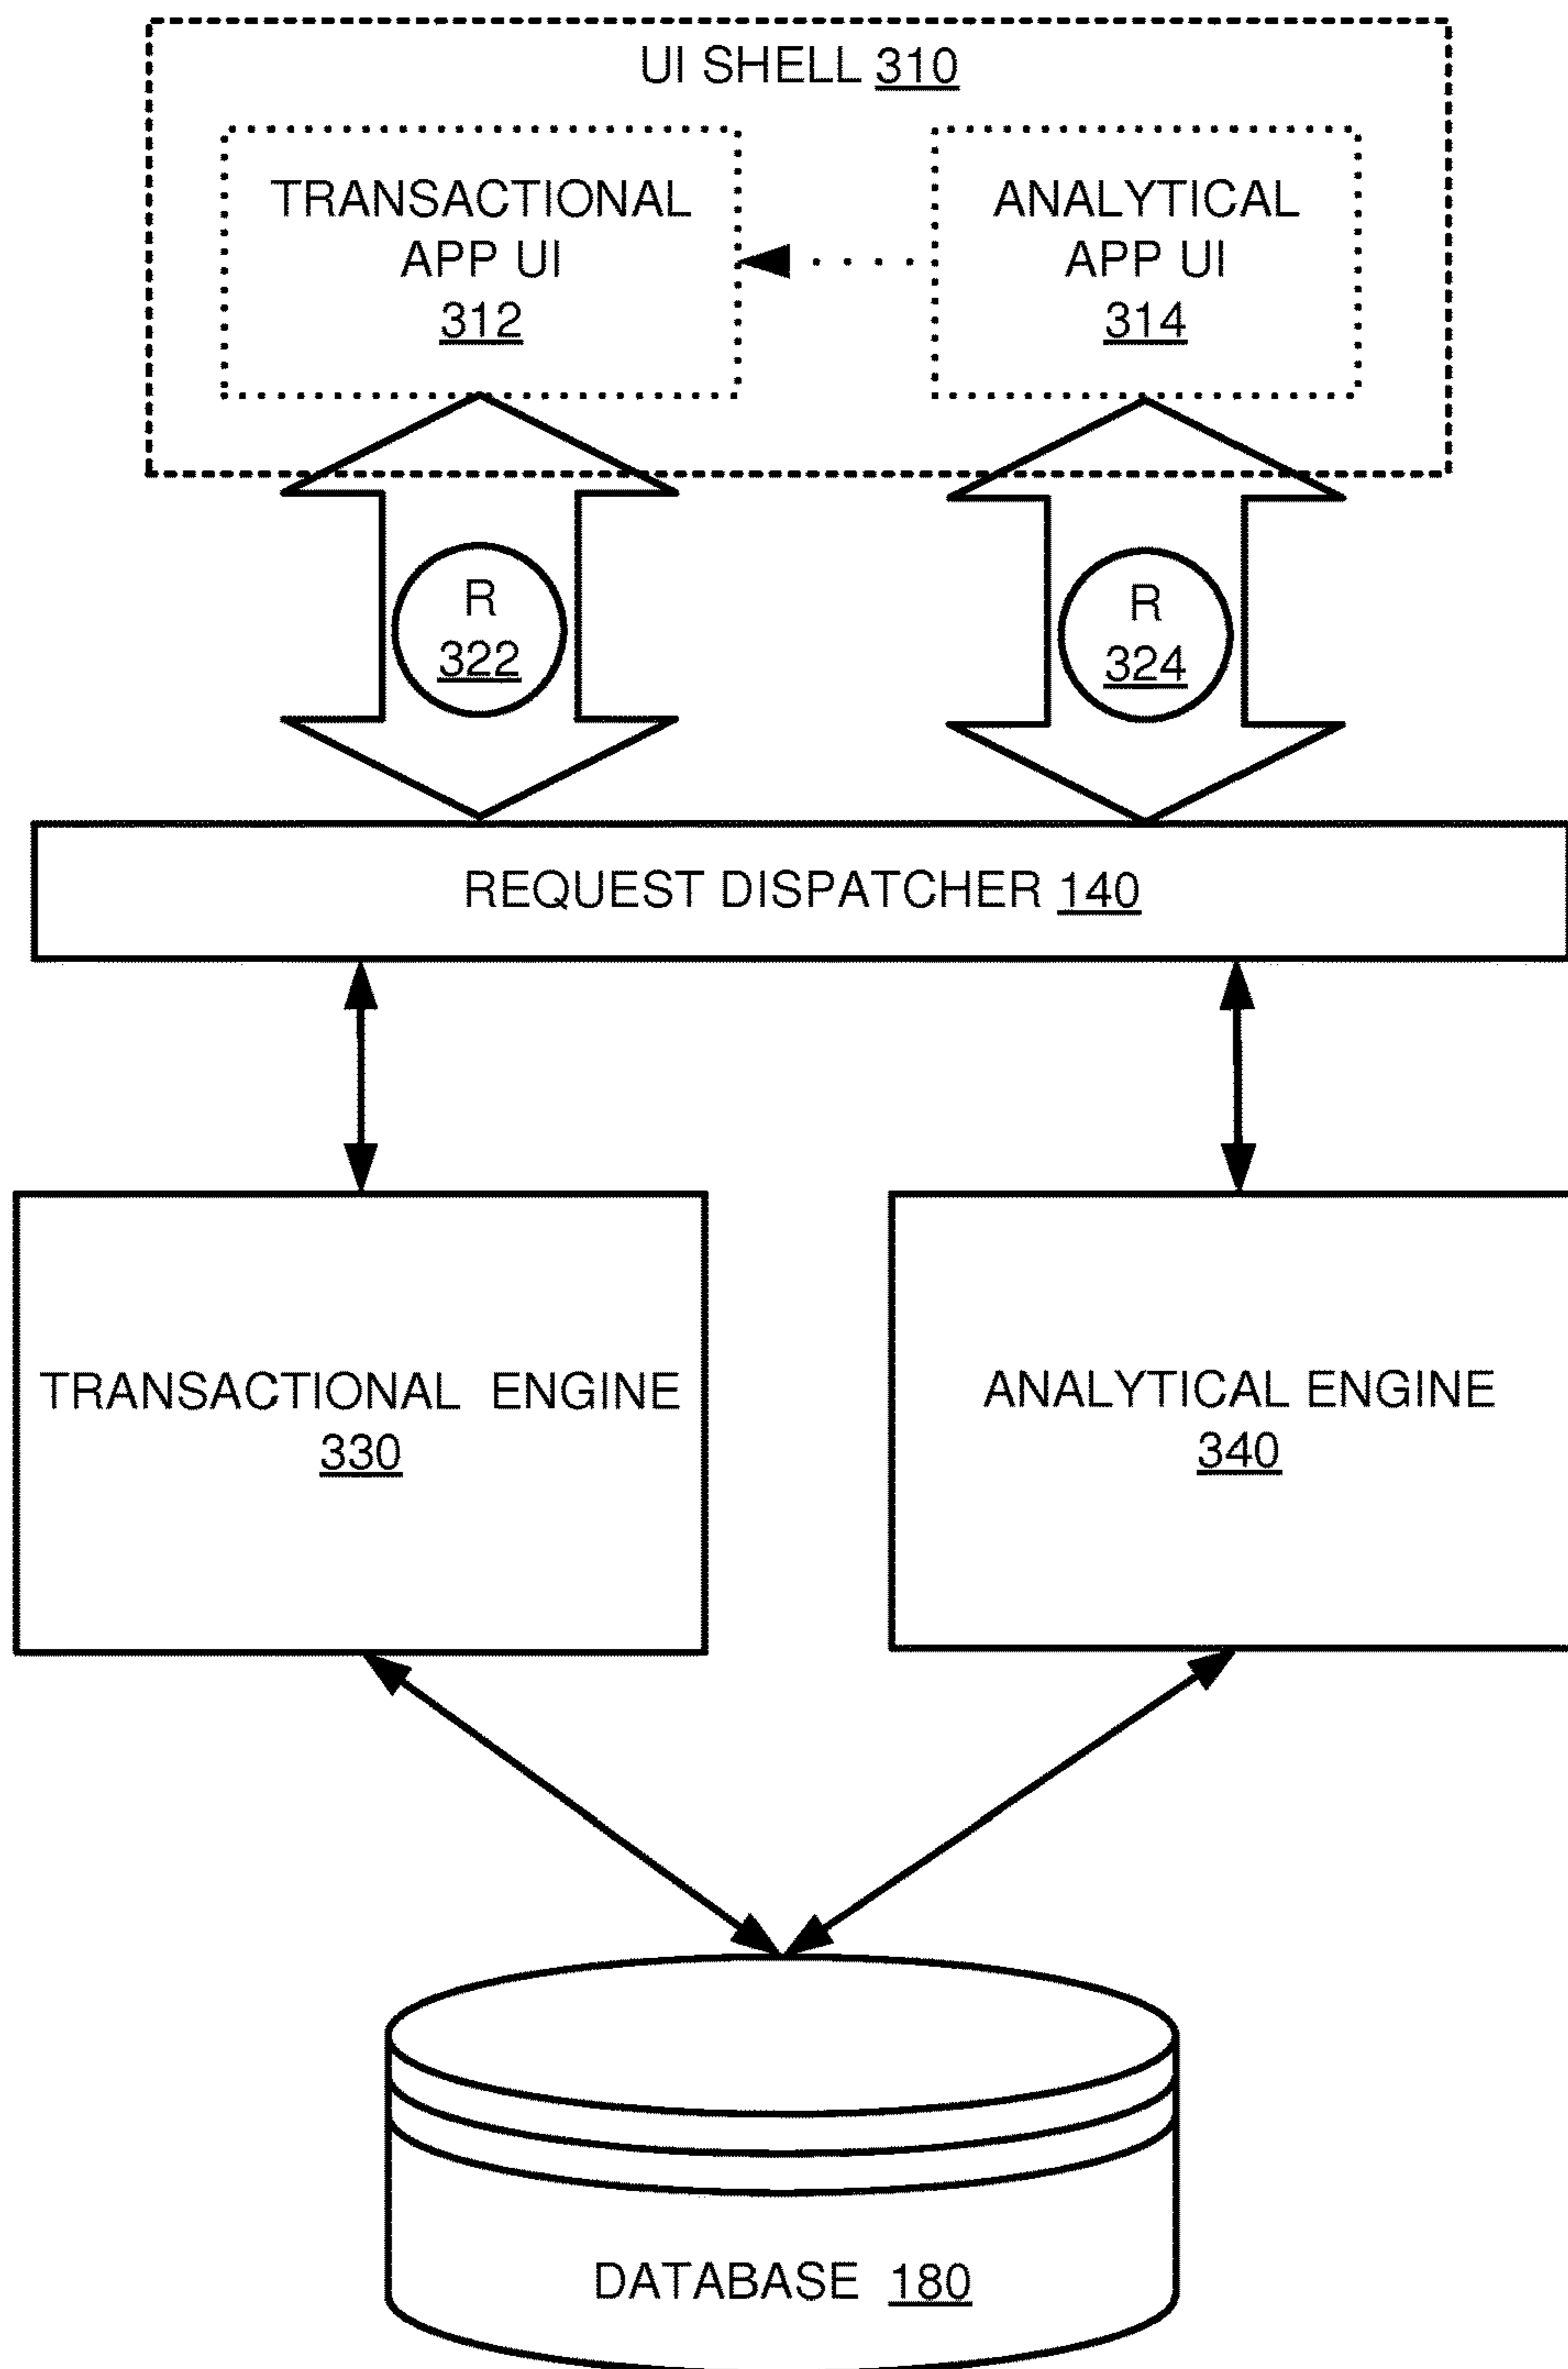 UI SHELL 310
TRANSACTIONAL
APP UI
312
ANALYTICAL
APP UI
314
R
322
R
324
REQUEST DISPATCHER 140
TRANSACTIONAL ENGINE
330
ANALYTICAL ENGINE
340
DATABASE 180